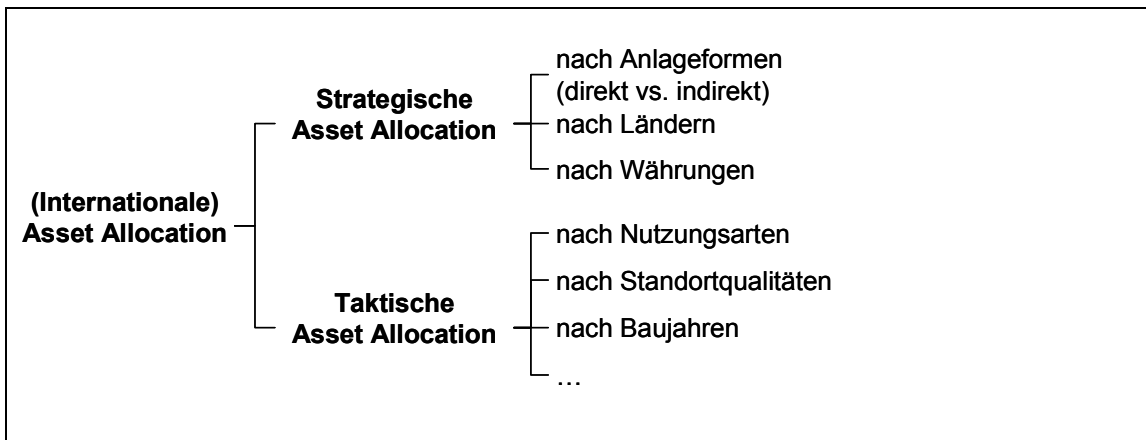 (Internationale)
Asset Allocation
Strategische
Asset Allocation
nach Anlageformen
(direkt vs. indirekt)
nach Ländern
nach Währungen
Taktische
Asset Allocation
nach Nutzungsarten
nach Standortqualitäten
nach Baujahren
…